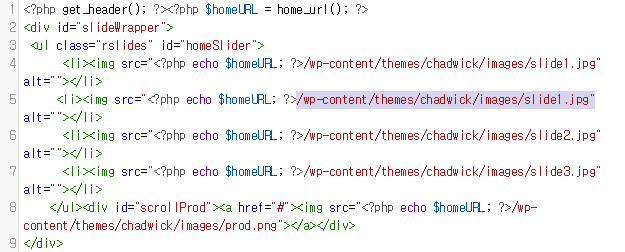 1 <?php get_header(); ?><?php $homeURL = home_url(); ?>
2 <div id="slideWrapper">
3 <ul class="rslides" id="homeSlider">
4 <li><img src="<?php echo $homeURL; ?>/wp-content/themes/chadwick/images/slide1.jpg"
alt=""></li>
5 <li><img src="<?php echo $homeURL; ?>/wp-content/themes/chadwick/images/slide1.jpg"
alt=""></li>
6 <li><img src="<?php echo $homeURL; ?>/wp-content/themes/chadwick/images/slide2.jpg"
alt=""></li>
7 <li><img src="<?php echo $homeURL; ?>/wp-content/themes/chadwick/images/slide3.jpg"
alt=""></li>
8 </ul><div id="scrollProd"><a href="#"><img src="<?php echo $homeURL; ?>/wp-
content/themes/chadwick/images/prod.png"></a></div>
9 </div>